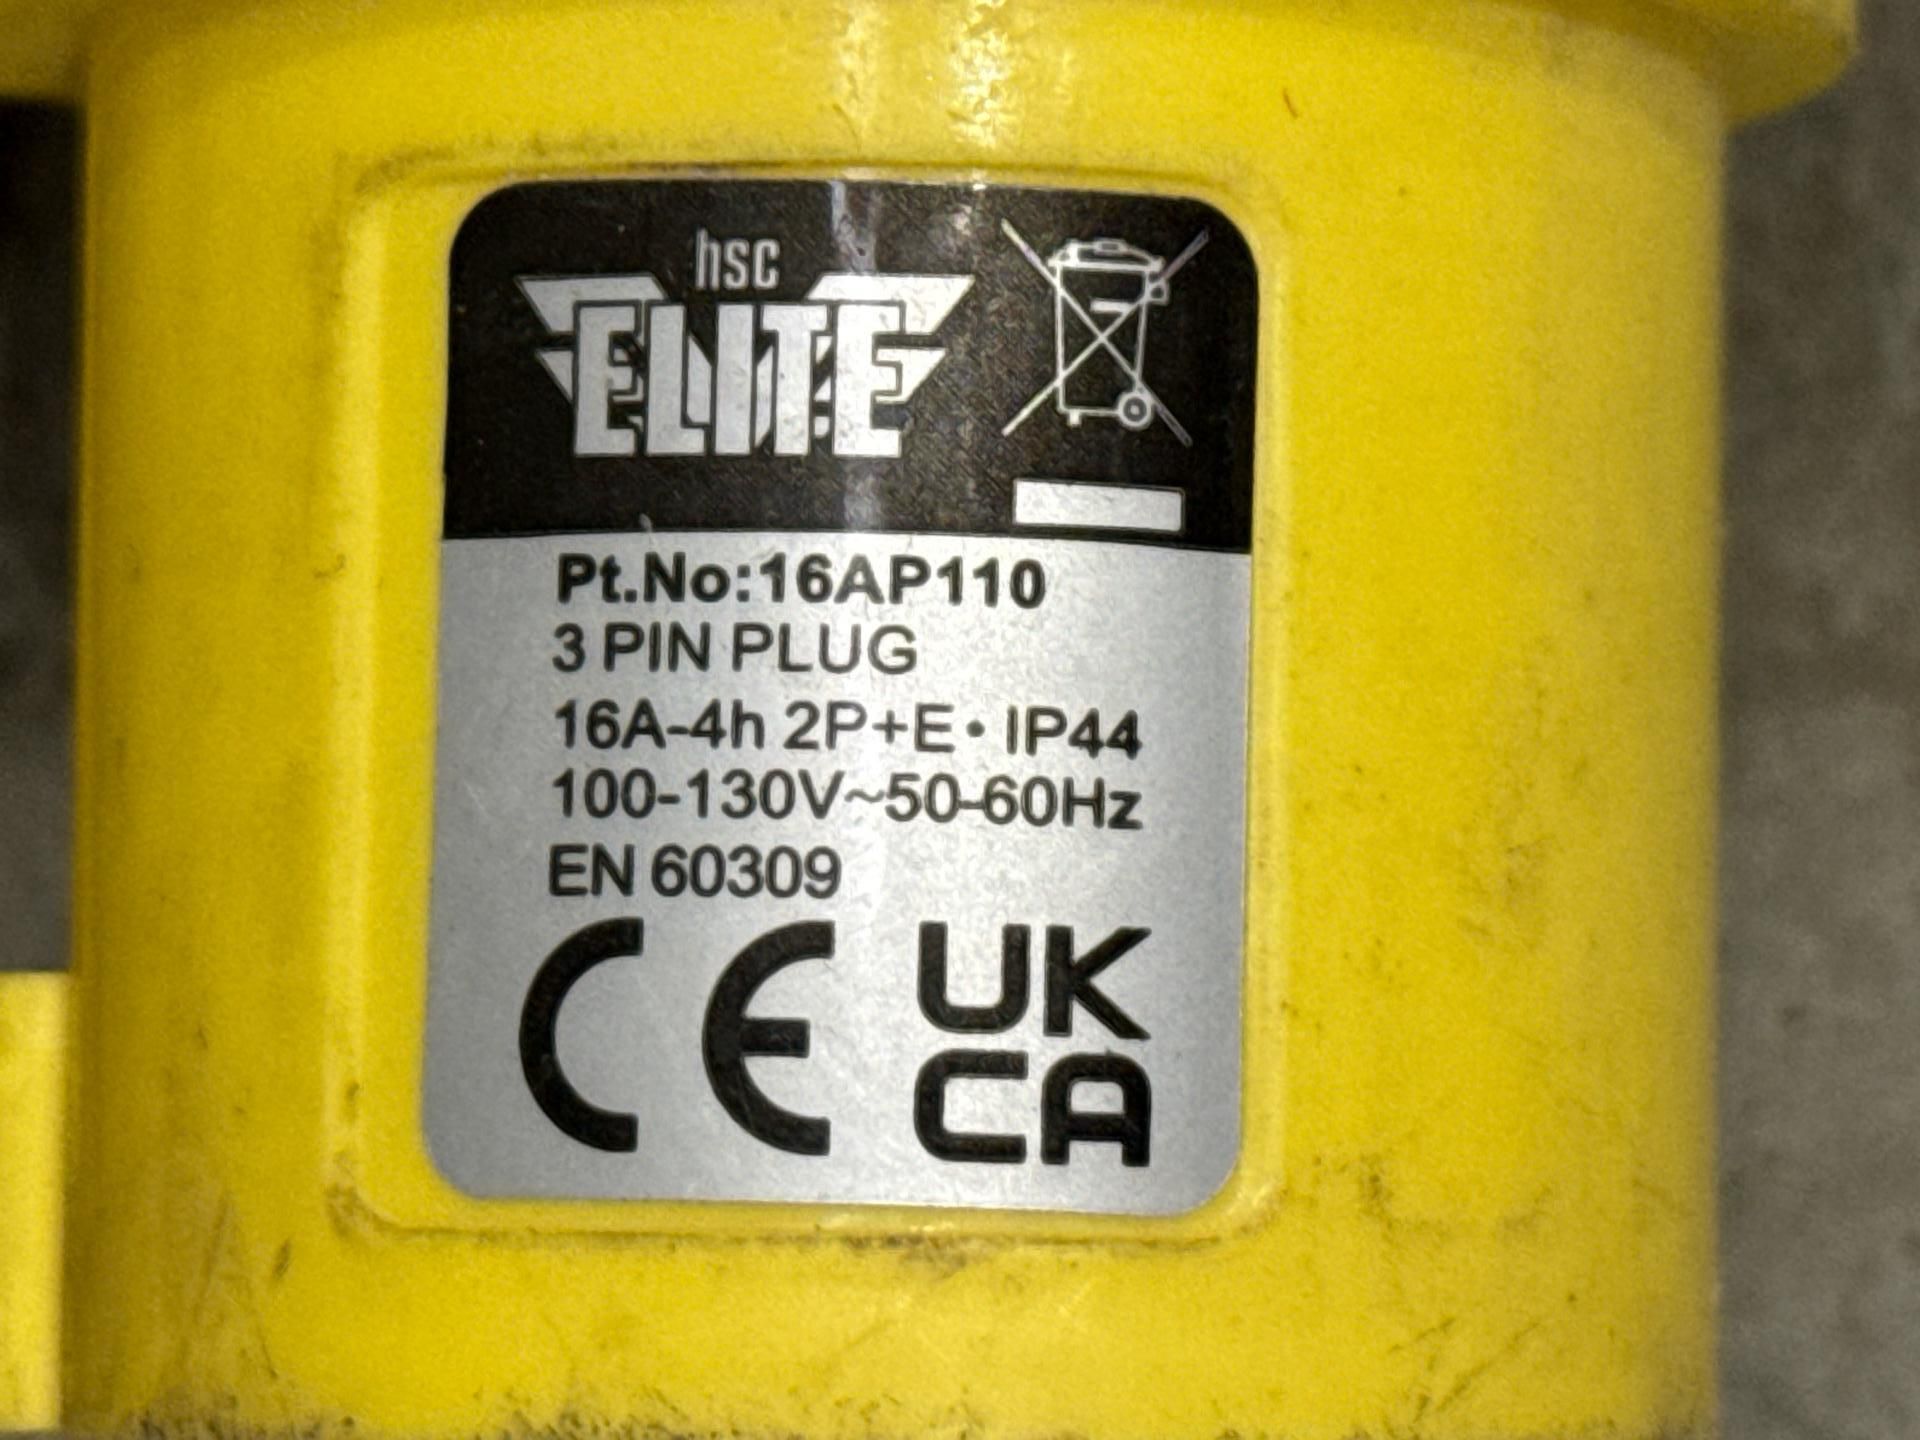 hsc
ELITE
Pt.No:16AP110
3 PIN PLUG
16A-4h 2P+E• IP44
100-130V~50-60Hz
EN 60309
CE
UK
CA